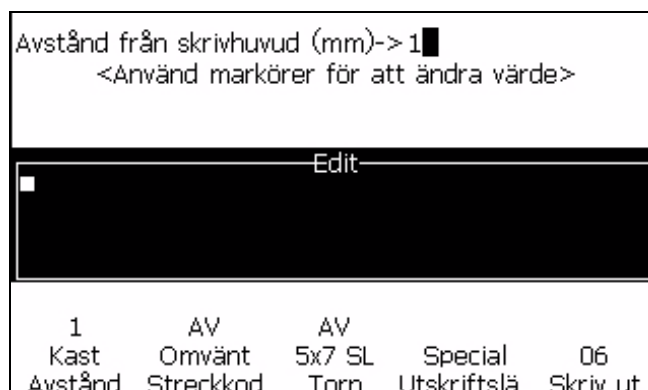 Avstånd från skrivhuvud (mm)->1
<Använd markörer för att ändra värde>
Edit
1 AV AV 06
Kast Omvänt 5x7 SL Special Skriv ut
Avstånd Streckkod Torn Utskriftslä